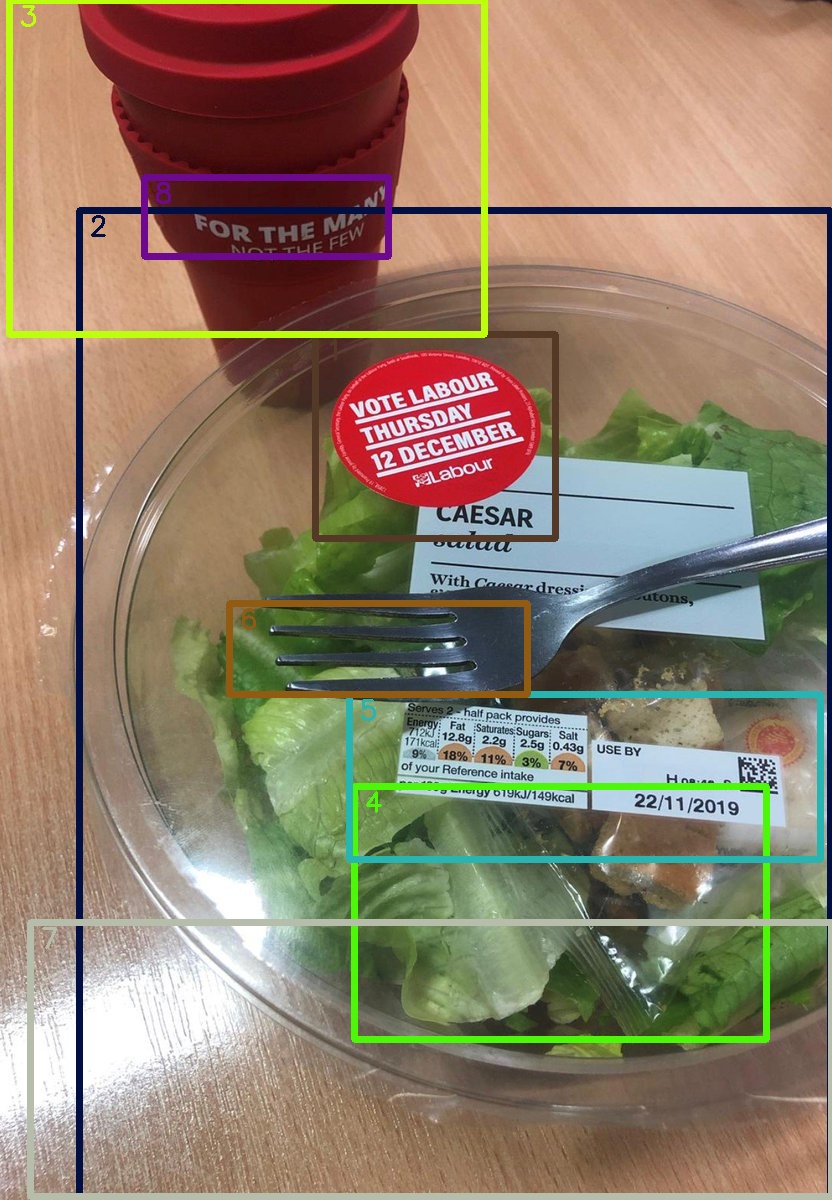 FOR THE MANY
NOT THE FEW
VOTE LABOUR
THURSDAY
12 DECEMBER
Labour
CAESAR
salad
With Caesar dressi
utons,
Serves 2 - half pack provides
Energy Fat Saturates Sugars Salt
712kJ 12.8g 2.2g 2.5g 0.43g
171kcal
9% 18% 11% 3% 7%
of your Reference intake
Energy 619kJ/149kcal
USE BY
22/11/2019